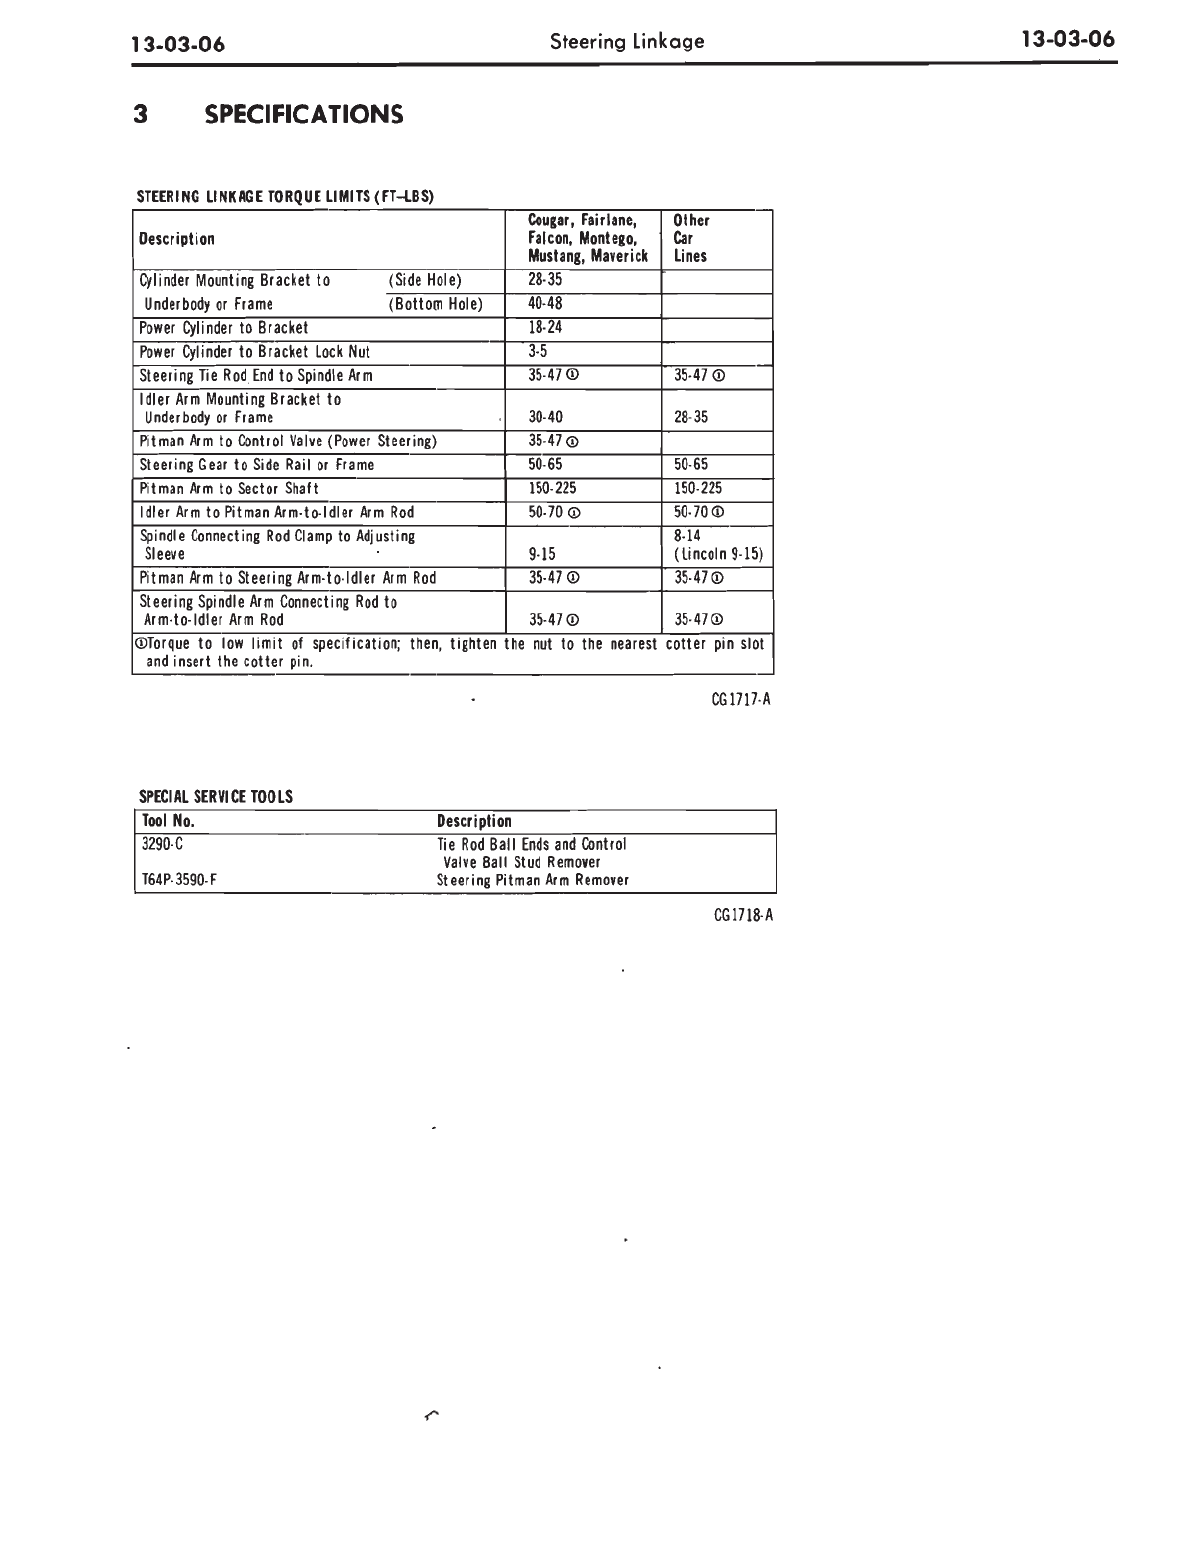 13-03-06 Steering Linkage 13-03-06
3 SPECIFICATIONS
STEERING LINKAGE TORQUE LIMITS (FT-LBS)
Description
Cougar, Fairlane,
Falcon, Montego,
Mustang, Maverick
Other
Car
Lines
Cylinder Mounting Bracket to (Side Hole) 28-35
Underbody or Frame (Bottom Hole) 40-48
Power Cylinder to Bracket 18-24
Power Cylinder to Bracket Lock Nut 3-5
Steering Tie Rod End to Spindle Arm 35-47 ① 35-47 ①
Idler Arm Mounting Bracket to
Underbody or Frame 30-40 28-35
Pitman Arm to Control Valve (Power Steering) 35-47 ①
Steering Gear to Side Rail or Frame 50-65 50-65
Pitman Arm to Sector Shaft 150-225 150-225
Idler Arm to Pitman Arm-to-Idler Arm Rod 50-70 ① 50-70 ①
Spindle Connecting Rod Clamp to Adjusting 8-14
Sleeve 9-15 (Lincoln 9-15)
Pitman Arm to Steering Arm-to-Idler Arm Rod 35-47 ① 35-47 ①
Steering Spindle Arm Connecting Rod to
Arm-to-Idler Arm Rod 35-47 ① 35-47 ①
①Torque to low limit of specification; then, tighten the nut to the nearest cotter pin slot
and insert the cotter pin.
CG1717-A
SPECIAL SERVICE TOOLS
Tool No. Description
3290-C Tie Rod Ball Ends and Control
Valve Ball Stud Remover
T64P-3590-F Steering Pitman Arm Remover
CG1718-A